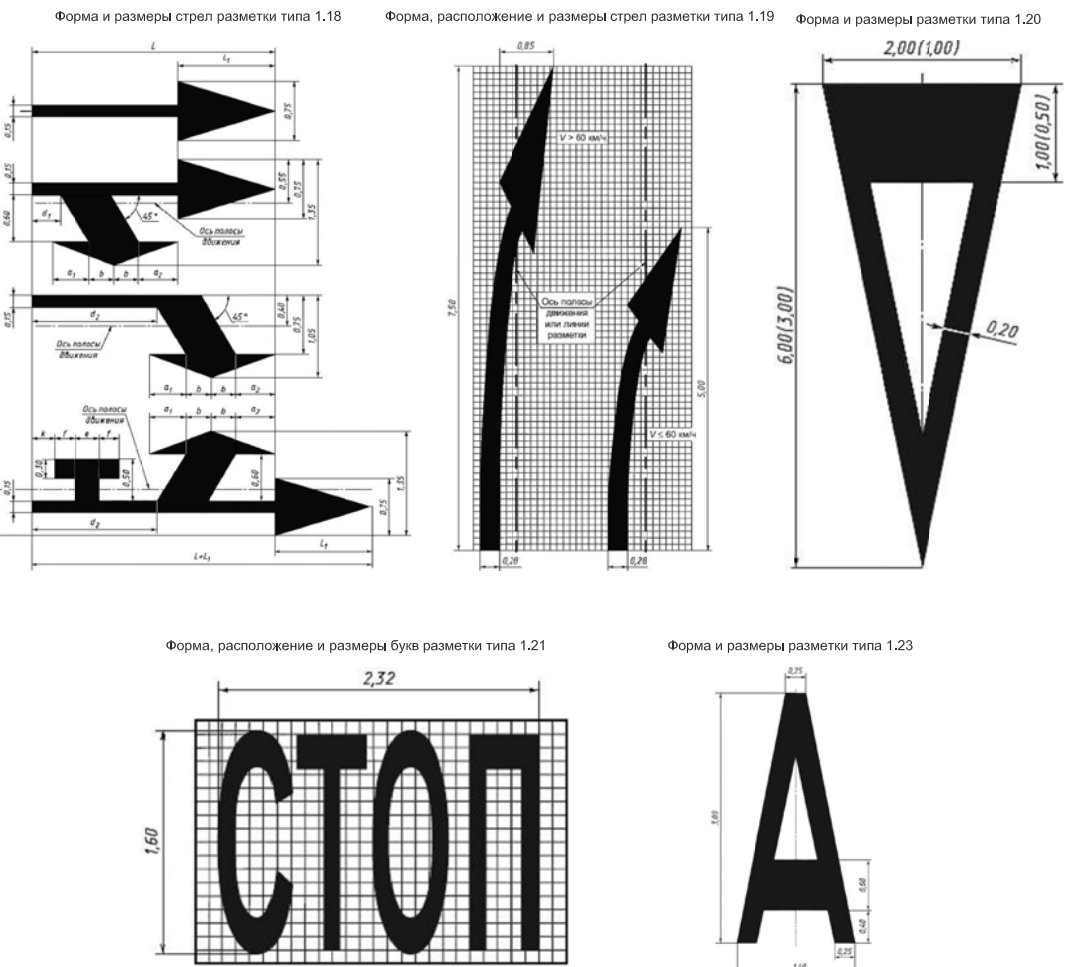 Форма и размеры стрел разметки типа 1.18
Форма, расположение и размеры стрел разметки типа 1.19
Форма и размеры разметки типа 1.20
L
L₁
0,15
0,75
0,15
0,60
d₁
45°
Ось полосы
движения
0,55
0,75
1,35
a₁ b b a₂
0,15
d₂
45°
Ось полосы
движения
0,40
0,75
1,05
a₁ b b a₂
Ось полосы
движения
a₁ b b a₂
k f e f
0,30
0,50
0,60
0,15
0,75
1,35
d₂
L₁
L+L₁
0,85
7,50
V > 60 км/ч
Ось полосы
движения
или линии
разметки
5,00
V ≤ 60 км/ч
0,28
0,28
2,00(1,00)
1,00(0,50)
6,00(3,00)
0,20
Форма, расположение и размеры букв разметки типа 1.21
2,32
1,60
СТОП
Форма и размеры разметки типа 1.23
0,25
3,00
А
0,40
0,25